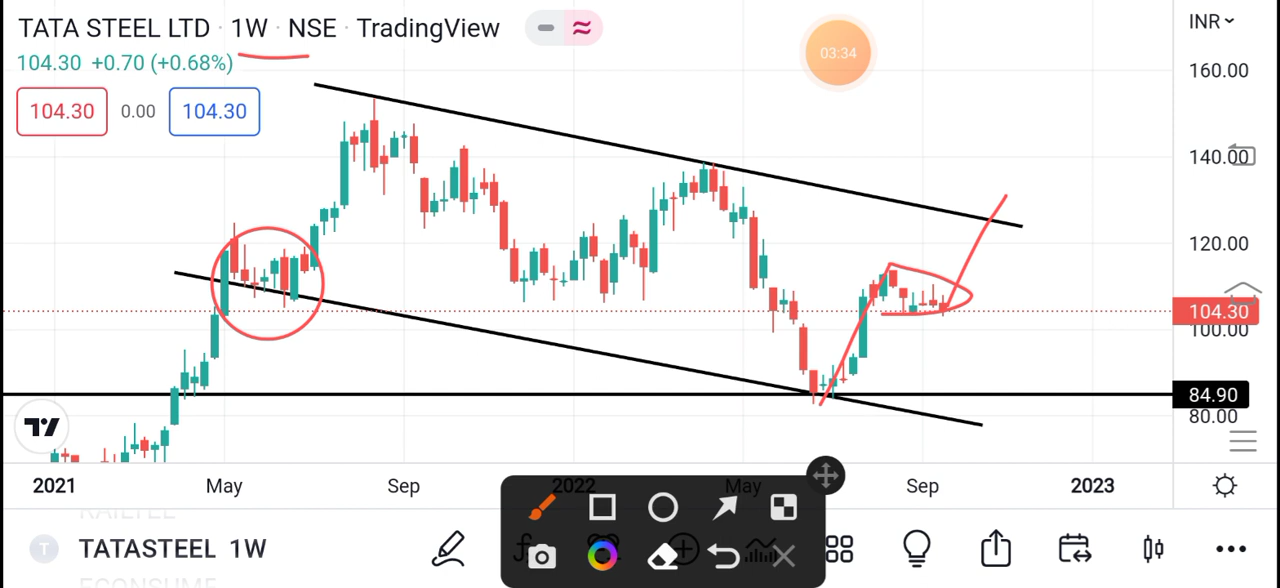 TATA STEEL LTD · 1W · NSE · TradingView
INR
104.30 +0.70 (+0.68%)
03:34
104.30 0.00 104.30
160.00
140.00
120.00
104.30
100.00
84.90
80.00
2021 May Sep 2022 May Sep 2023
T TATASTEEL 1W